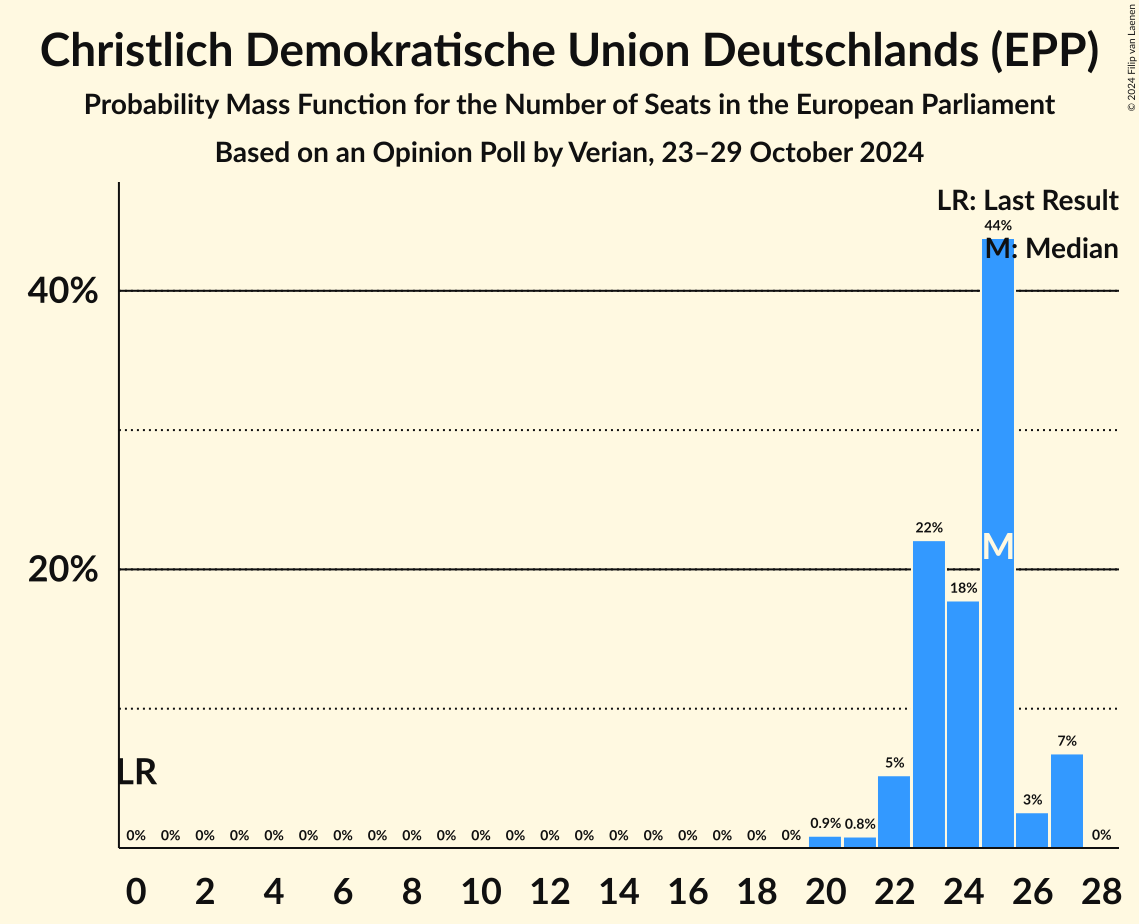 Christlich Demokratische Union Deutschlands (EPP)
Probability Mass Function for the Number of Seats in the European Parliament
Based on an Opinion Poll by Verian, 23–29 October 2024
© 2024 Filip van Laenen
LR: Last Result
44%
M: Median
40%
22%
M
20%
18%
LR
7%
5%
3%
0% 0% 0% 0% 0% 0% 0% 0% 0% 0% 0% 0% 0% 0% 0% 0% 0% 0% 0% 0% 0.9% 0.8% 0%
0 2 4 6 8 10 12 14 16 18 20 22 24 26 28